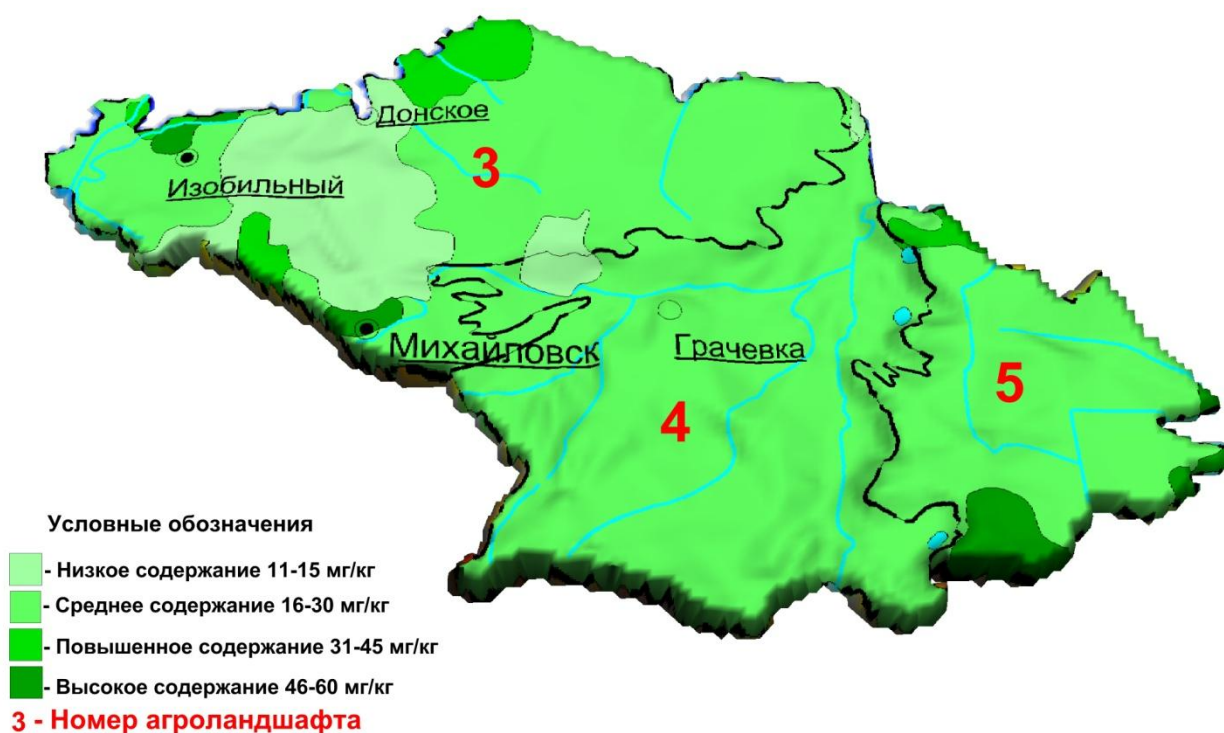 Донское
3
Изобильный
Михайловск
Грачевка
4
5
Условные обозначения
- Низкое содержание 11-15 мг/кг
- Среднее содержание 16-30 мг/кг
- Повышенное содержание 31-45 мг/кг
- Высокое содержание 46-60 мг/кг
3 - Номер агроландшафта